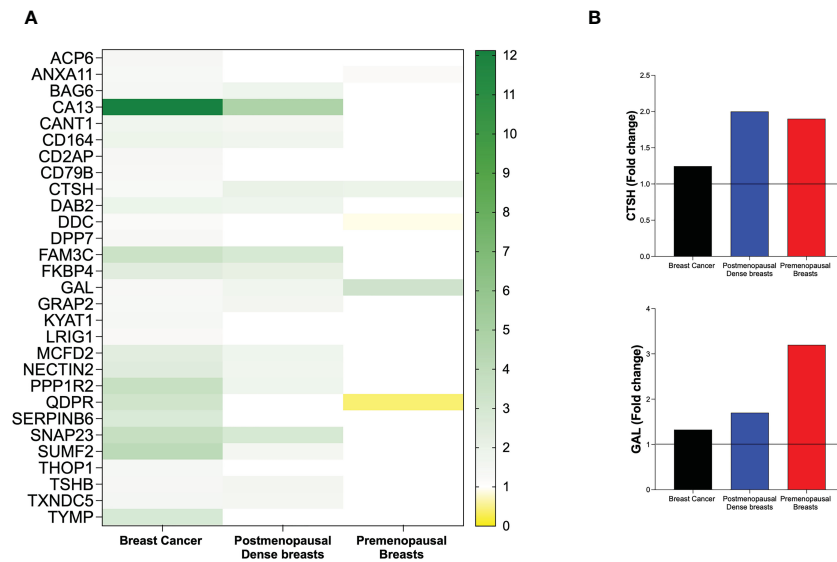 A
ACP6
ANXA11
BAG6
CA13
CANT1
CD164
CD2AP
CD79B
CTSH
DAB2
DDC
DPP7
FAM3C
FKBP4
GAL
GRAP2
KYAT1
LRIG1
MCFD2
NECTIN2
PPP1R2
QDPR
SERPINB6
SNAP23
SUMF2
THOP1
TSHB
TXNDC5
TYMP
Breast Cancer
Postmenopausal
Dense breasts
Premenopausal
Breasts
12
11
10
9
8
7
6
5
4
3
2
1
0
B
CTSH (Fold change)
2.5
2.0
1.5
1.0
0.5
0.0
Breast Cancer
Postmenopausal
Dense breasts
Premenopausal
Breasts
GAL (Fold change)
4
3
2
1
0
Breast Cancer
Postmenopausal
Dense breasts
Premenopausal
Breasts